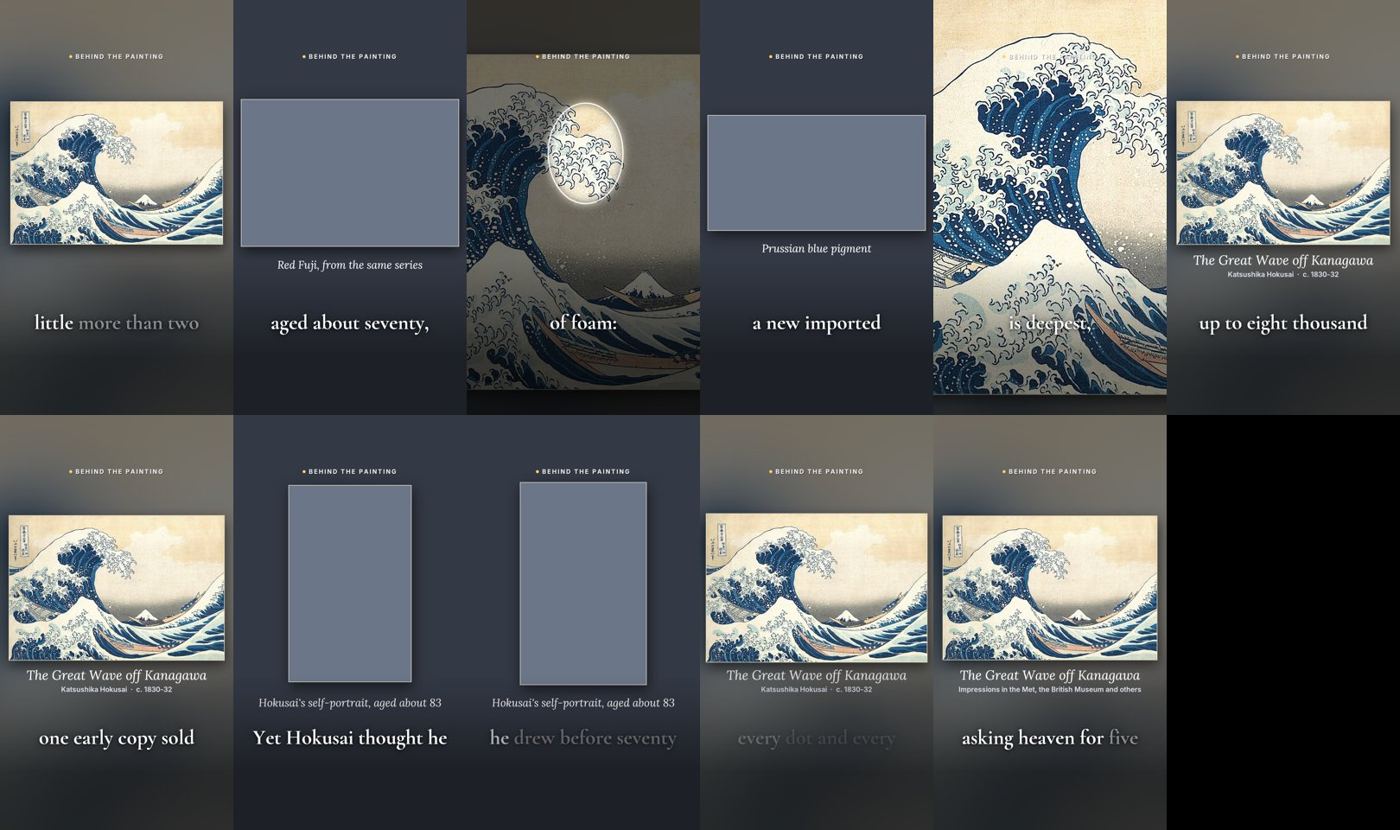 BEHIND THE PAINTING
little more than two
BEHIND THE PAINTING
Red Fuji, from the same series
aged about seventy,
BEHIND THE PAINTING
of foam:
BEHIND THE PAINTING
Prussian blue pigment
a new imported
BEHIND THE PAINTING
is deepest,
BEHIND THE PAINTING
The Great Wave off Kanagawa
Katsushika Hokusai · c. 1830-32
up to eight thousand
BEHIND THE PAINTING
The Great Wave off Kanagawa
Katsushika Hokusai · c. 1830-32
one early copy sold
BEHIND THE PAINTING
Hokusai's self-portrait, aged about 83
Yet Hokusai thought he
BEHIND THE PAINTING
Hokusai's self-portrait, aged about 83
he drew before seventy
BEHIND THE PAINTING
The Great Wave off Kanagawa
Katsushika Hokusai · c. 1830-32
every dot and every
BEHIND THE PAINTING
The Great Wave off Kanagawa
Impressions in the Met, the British Museum and others
asking heaven for five